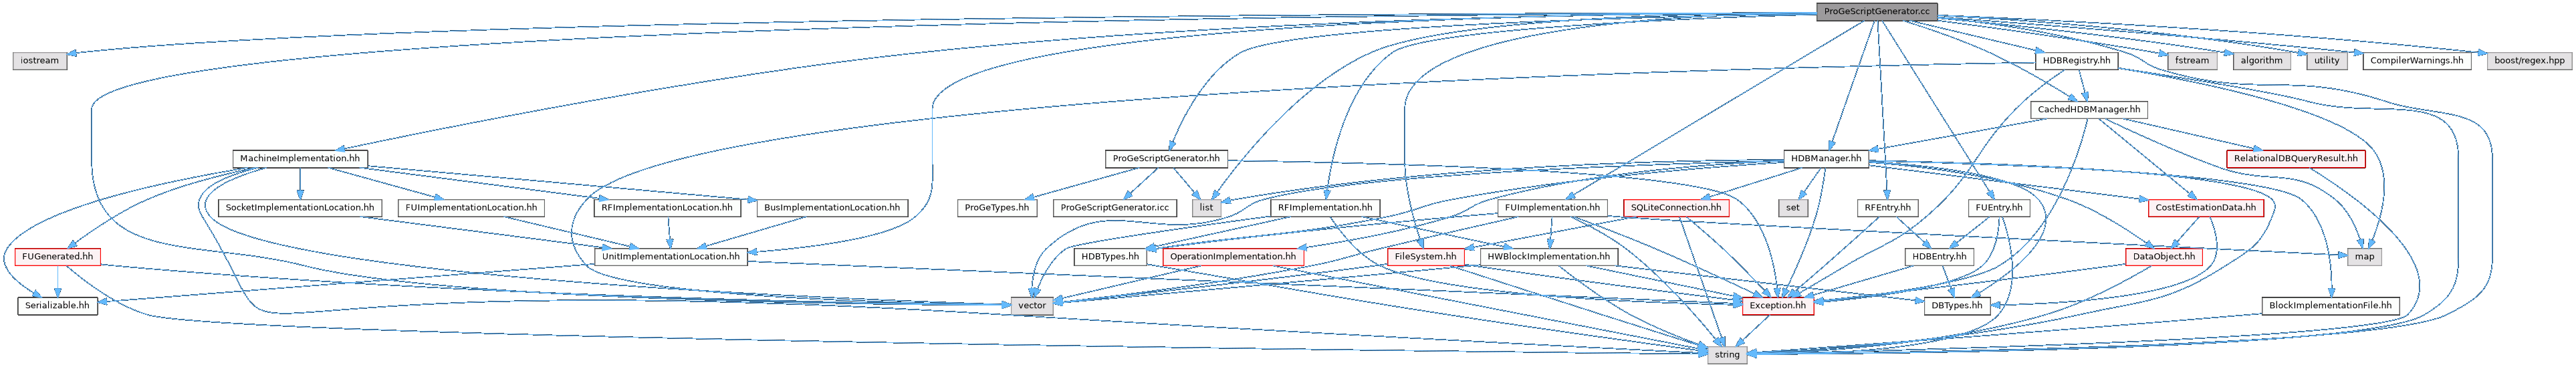 ProGeScriptGenerator.cc
iostream
HDBRegistry.hh
fstream
algorithm
utility
CompilerWarnings.hh
boost/regex.hpp
CachedHDBManager.hh
MachineImplementation.hh
ProGeScriptGenerator.hh
HDBManager.hh
RelationalDBQueryResult.hh
SocketImplementationLocation.hh
FUImplementationLocation.hh
RFImplementationLocation.hh
BusImplementationLocation.hh
ProGeTypes.hh
ProGeScriptGenerator.icc
list
RFImplementation.hh
FUImplementation.hh
SQLiteConnection.hh
set
RFEntry.hh
FUEntry.hh
CostEstimationData.hh
FUGenerated.hh
UnitImplementationLocation.hh
HDBTypes.hh
OperationImplementation.hh
FileSystem.hh
HWBlockImplementation.hh
HDBEntry.hh
DataObject.hh
map
Serializable.hh
vector
Exception.hh
DBTypes.hh
BlockImplementationFile.hh
string